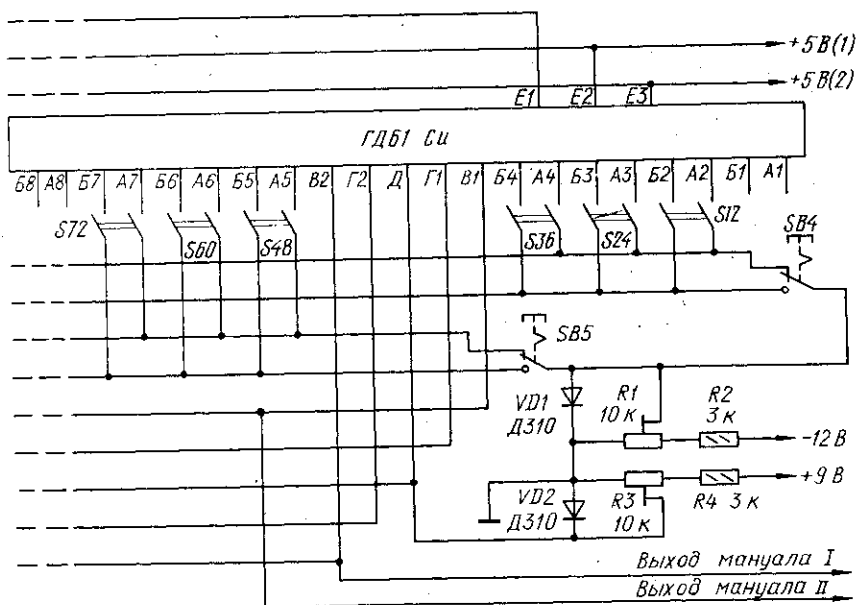 +5В(1)
+5В(2)
Е1 Е2 Е3
ГДБ1 Си
Б8 А8 Б7 А7 Б6 А6 Б5 А5 В2 Г2 Д Г1 В1 Б4 А4 Б3 А3 Б2 А2 Б1 А1
S72 S60 S48 S36 S24 S12 SB4
SB5
VD1
Д310
R1
10 к
R2
3 к
-12 В
+9 В
VD2
Д310
R3
10 к
R4 3 к
Выход мануала I
Выход мануала II